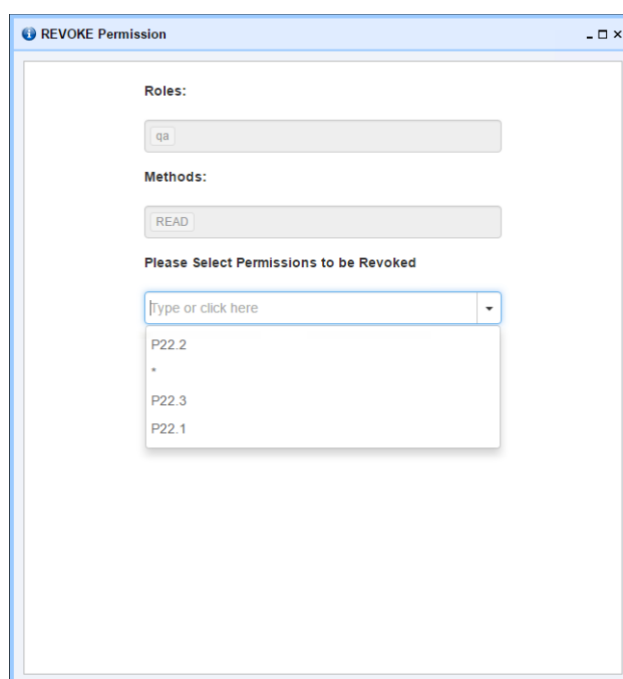 REVOKE Permission
Roles:
qa
Methods:
READ
Please Select Permissions to be Revoked
Type or click here
P22.2
*
P22.3
P22.1